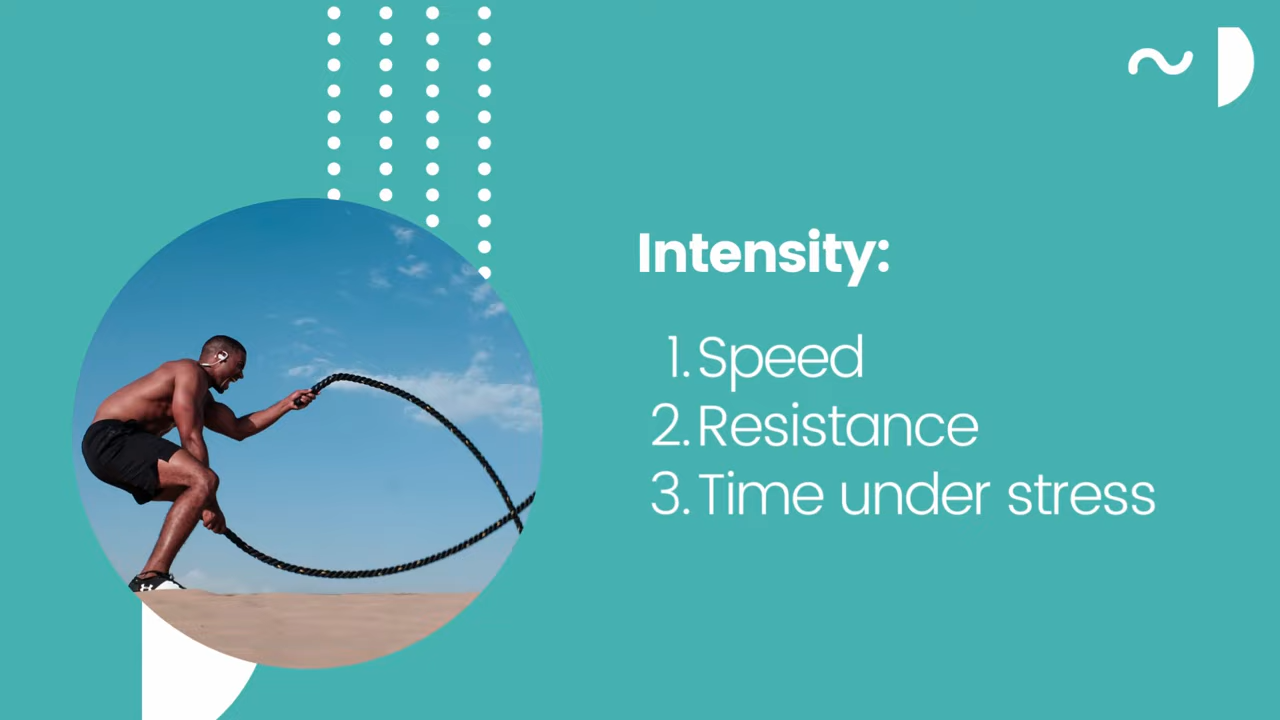 Intensity:
1. Speed
2. Resistance
3. Time under stress